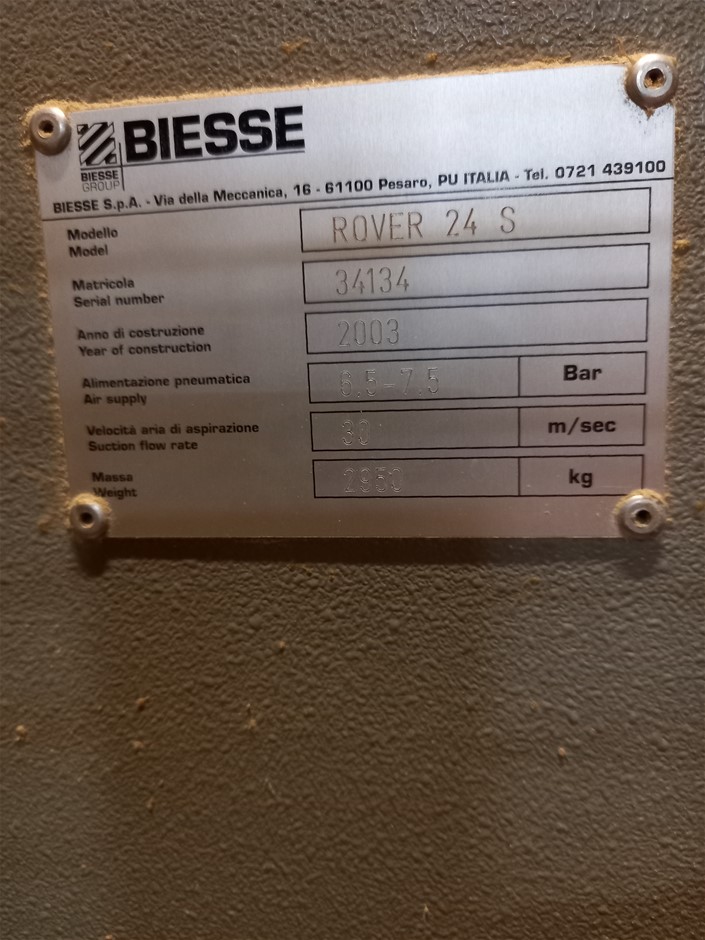 BIESSE
BIESSE
GROUP
BIESSE S.p.A. - Via della Meccanica, 16 - 61100 Pesaro, PU ITALIA - Tel. 0721 439100
Modello
Model
ROVER 24 S
Matricola
Serial number
34134
Anno di costruzione
Year of construction
2003
Alimentazione pneumatica
Air supply
6.5-7.5
Bar
Velocità aria di aspirazione
Suction flow rate
30
m/sec
Massa
Weight
kg